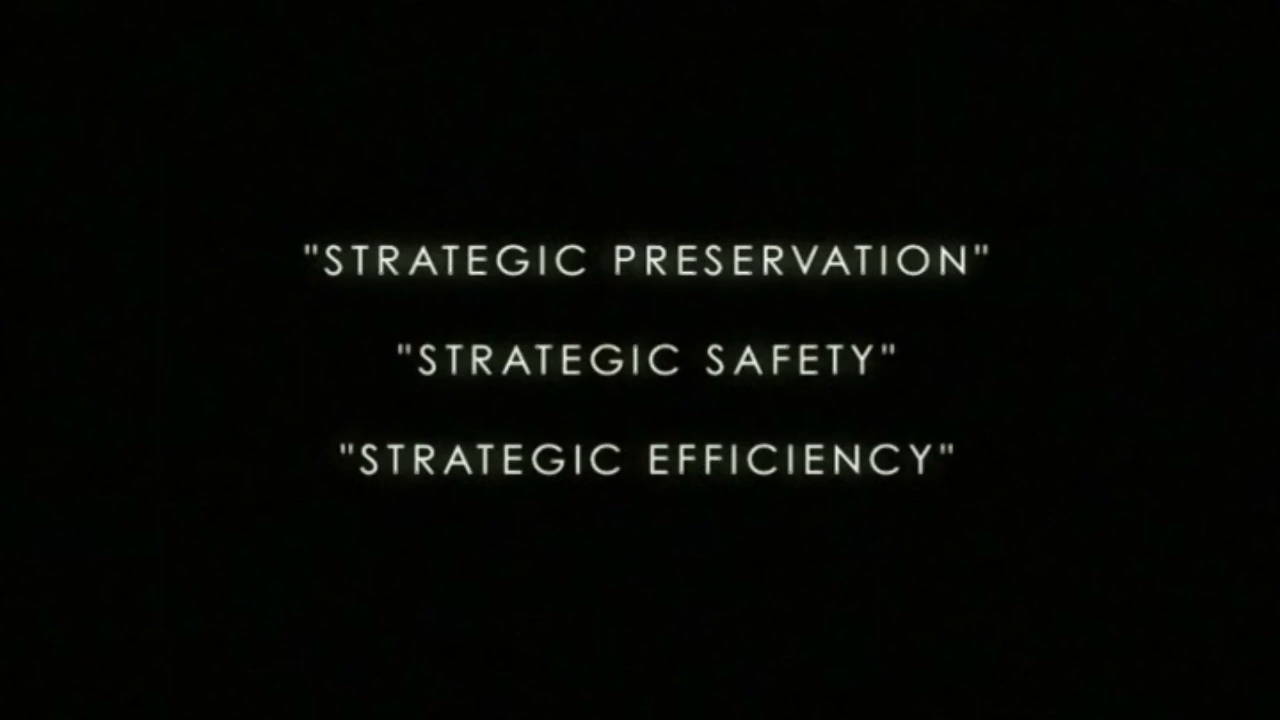 "STRATEGIC PRESERVATION"
"STRATEGIC SAFETY"
"STRATEGIC EFFICIENCY"